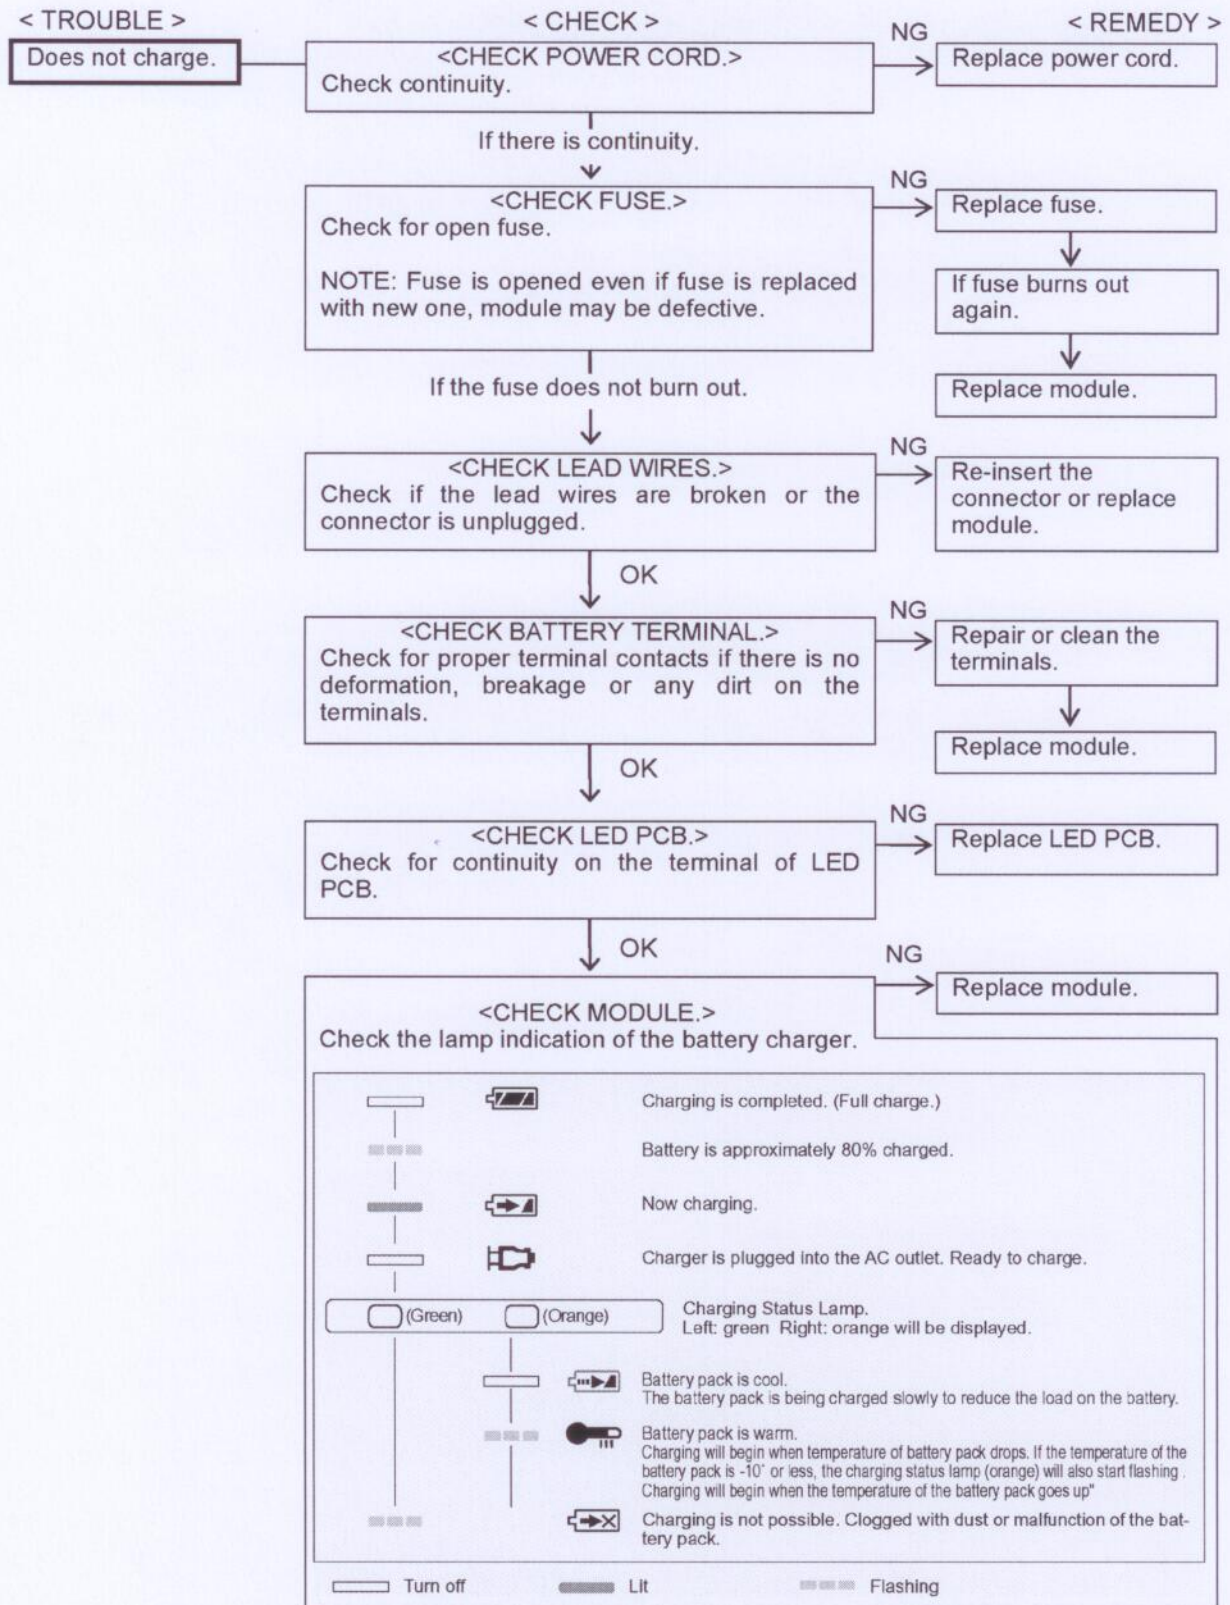 < TROUBLE >
< CHECK >
< REMEDY >
Does not charge.
<CHECK POWER CORD.>
Check continuity.
NG
Replace power cord.
If there is continuity.
<CHECK FUSE.>
Check for open fuse.
NOTE: Fuse is opened even if fuse is replaced
with new one, module may be defective.
NG
Replace fuse.
If fuse burns out
again.
Replace module.
If the fuse does not burn out.
<CHECK LEAD WIRES.>
Check if the lead wires are broken or the
connector is unplugged.
NG
Re-insert the
connector or replace
module.
OK
<CHECK BATTERY TERMINAL.>
Check for proper terminal contacts if there is no
deformation, breakage or any dirt on the
terminals.
NG
Repair or clean the
terminals.
Replace module.
OK
<CHECK LED PCB.>
Check for continuity on the terminal of LED
PCB.
NG
Replace LED PCB.
OK
<CHECK MODULE.>
Check the lamp indication of the battery charger.
NG
Replace module.
Charging is completed. (Full charge.)
Battery is approximately 80% charged.
Now charging.
Charger is plugged into the AC outlet. Ready to charge.
(Green) (Orange)
Charging Status Lamp.
Left: green Right: orange will be displayed.
Battery pack is cool.
The battery pack is being charged slowly to reduce the load on the battery.
Battery pack is warm.
Charging will begin when temperature of battery pack drops. If the temperature of the
battery pack is -10˚ or less, the charging status lamp (orange) will also start flashing .
Charging will begin when the temperature of the battery pack goes up"
Charging is not possible. Clogged with dust or malfunction of the bat-
tery pack.
Turn off Lit Flashing